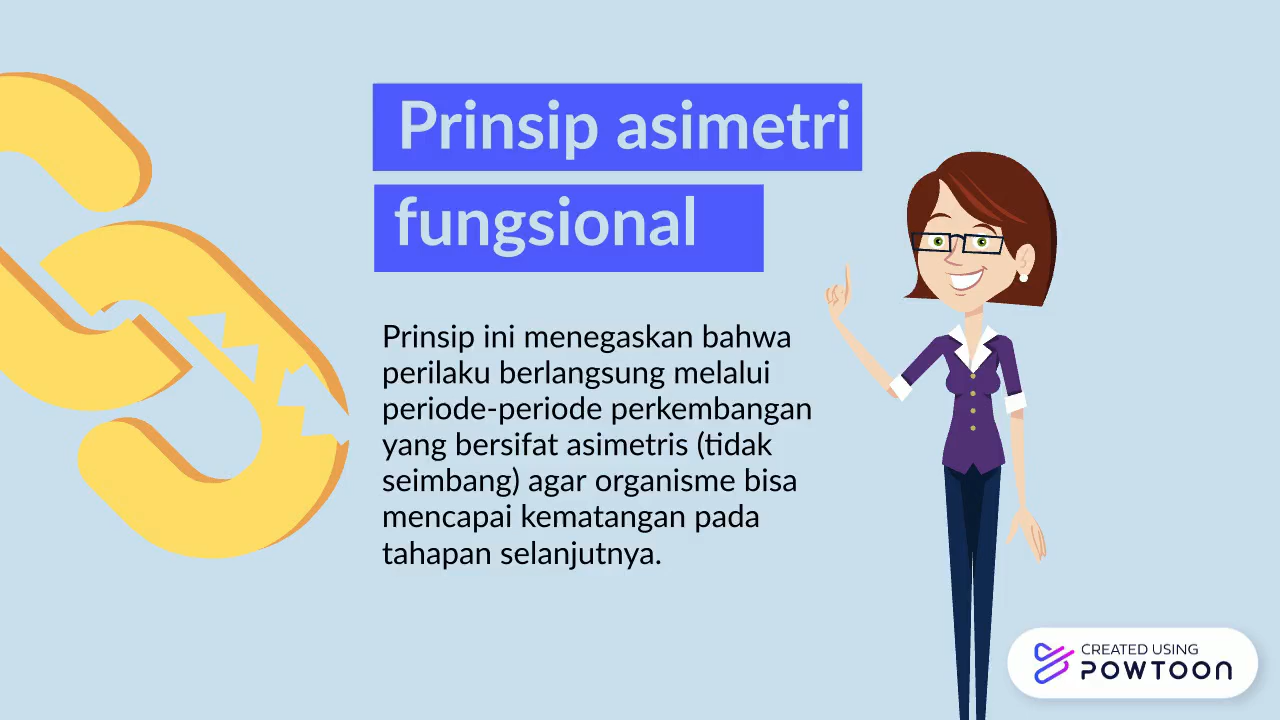 Prinsip asimetri
fungsional
Prinsip ini menegaskan bahwa
perilaku berlangsung melalui
periode-periode perkembangan
yang bersifat asimetris (tidak
seimbang) agar organisme bisa
mencapai kematangan pada
tahapan selanjutnya.
CREATED USING
POWTOON